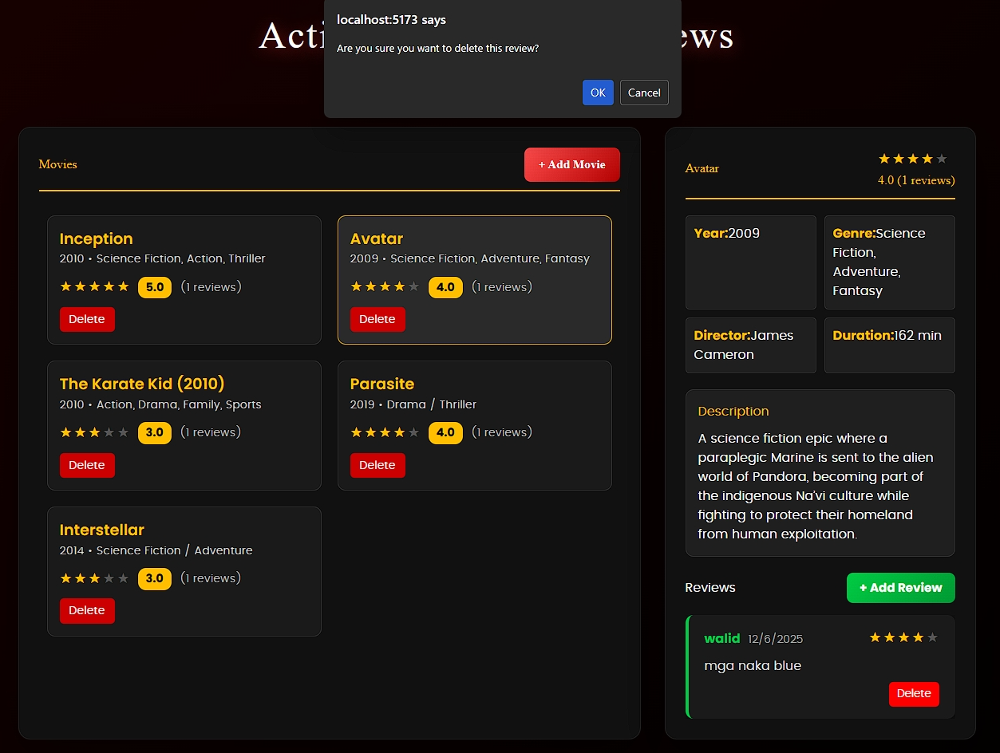 localhost:5173 says
Are you sure you want to delete this review?
OK
Cancel
Movies
+ Add Movie
Inception
2010 • Science Fiction, Action, Thriller
★★★★★ 5.0 (1 reviews)
Delete
Avatar
2009 • Science Fiction, Adventure, Fantasy
★★★★★ 4.0 (1 reviews)
Delete
The Karate Kid (2010)
2010 • Action, Drama, Family, Sports
★★★★★ 3.0 (1 reviews)
Delete
Parasite
2019 • Drama / Thriller
★★★★★ 4.0 (1 reviews)
Delete
Interstellar
2014 • Science Fiction / Adventure
★★★★★ 3.0 (1 reviews)
Delete
Avatar
★★★★★
4.0 (1 reviews)
Year:2009
Genre:Science
Fiction,
Adventure,
Fantasy
Director:James
Cameron
Duration:162 min
Description
A science fiction epic where a
paraplegic Marine is sent to the alien
world of Pandora, becoming part of
the indigenous Na'vi culture while
fighting to protect their homeland
from human exploitation.
Reviews
+ Add Review
walid 12/6/2025 ★★★★★
mga naka blue
Delete